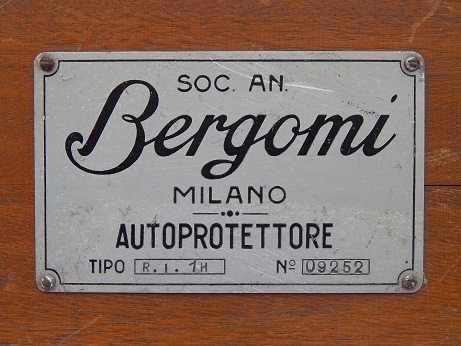 SOC. AN.
Bergomi
MILANO
AUTOPROTETTORE
TIPO R.I.1H Nº 09252